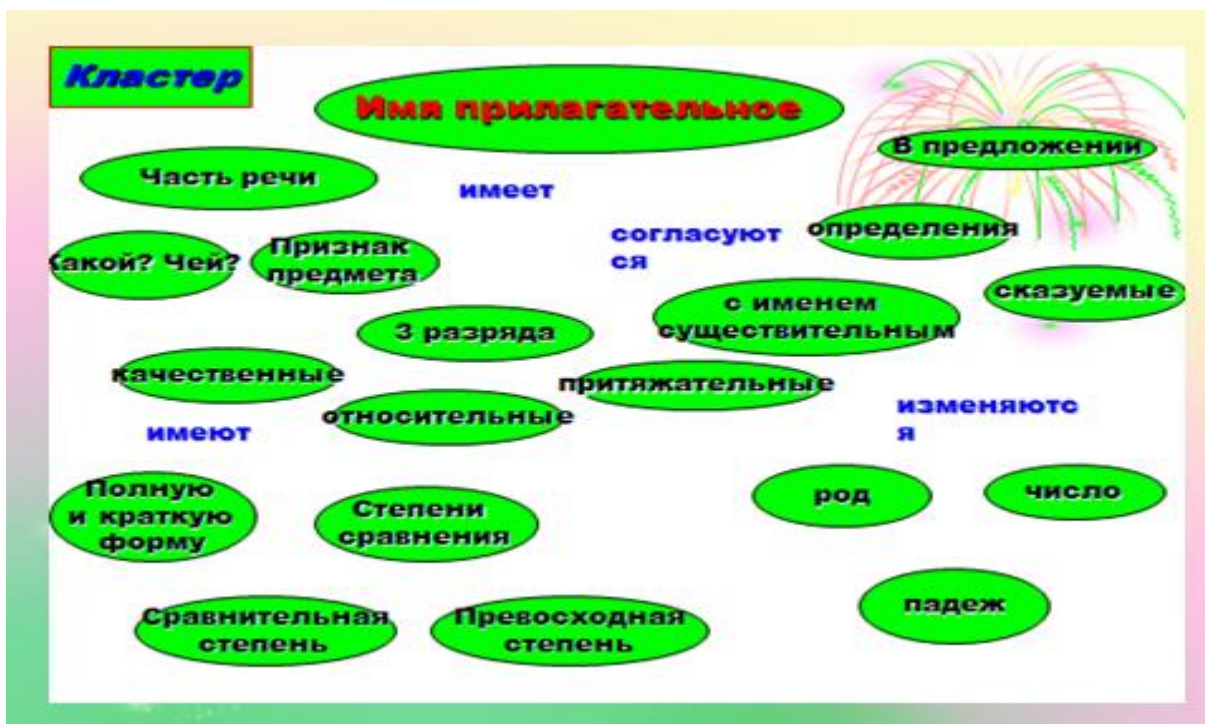 Кластер
Имя прилагательное
В предложении
Часть речи
имеет
согласуют
ся
определения
Какой? Чей?
Признак
предмета
сказуемые
с именем
существительным
3 разряда
качественные
притяжательные
относительные
изменяютс
я
имеют
Полную
и краткую
форму
Степени
сравнения
род
число
Сравнительная
степень
Превосходная
степень
падеж